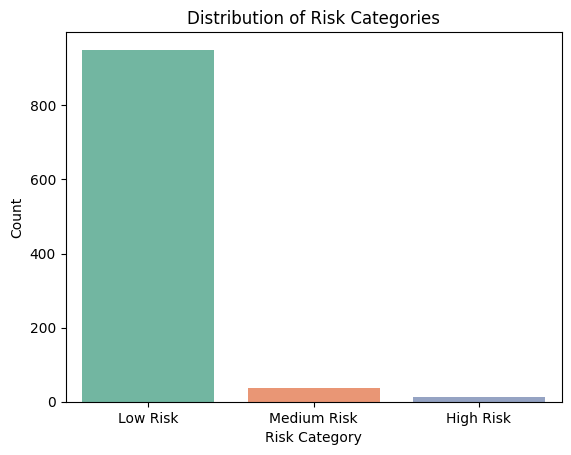 Distribution of Risk Categories
800
600
400
200
0
Count
Low Risk
Medium Risk
High Risk
Risk Category